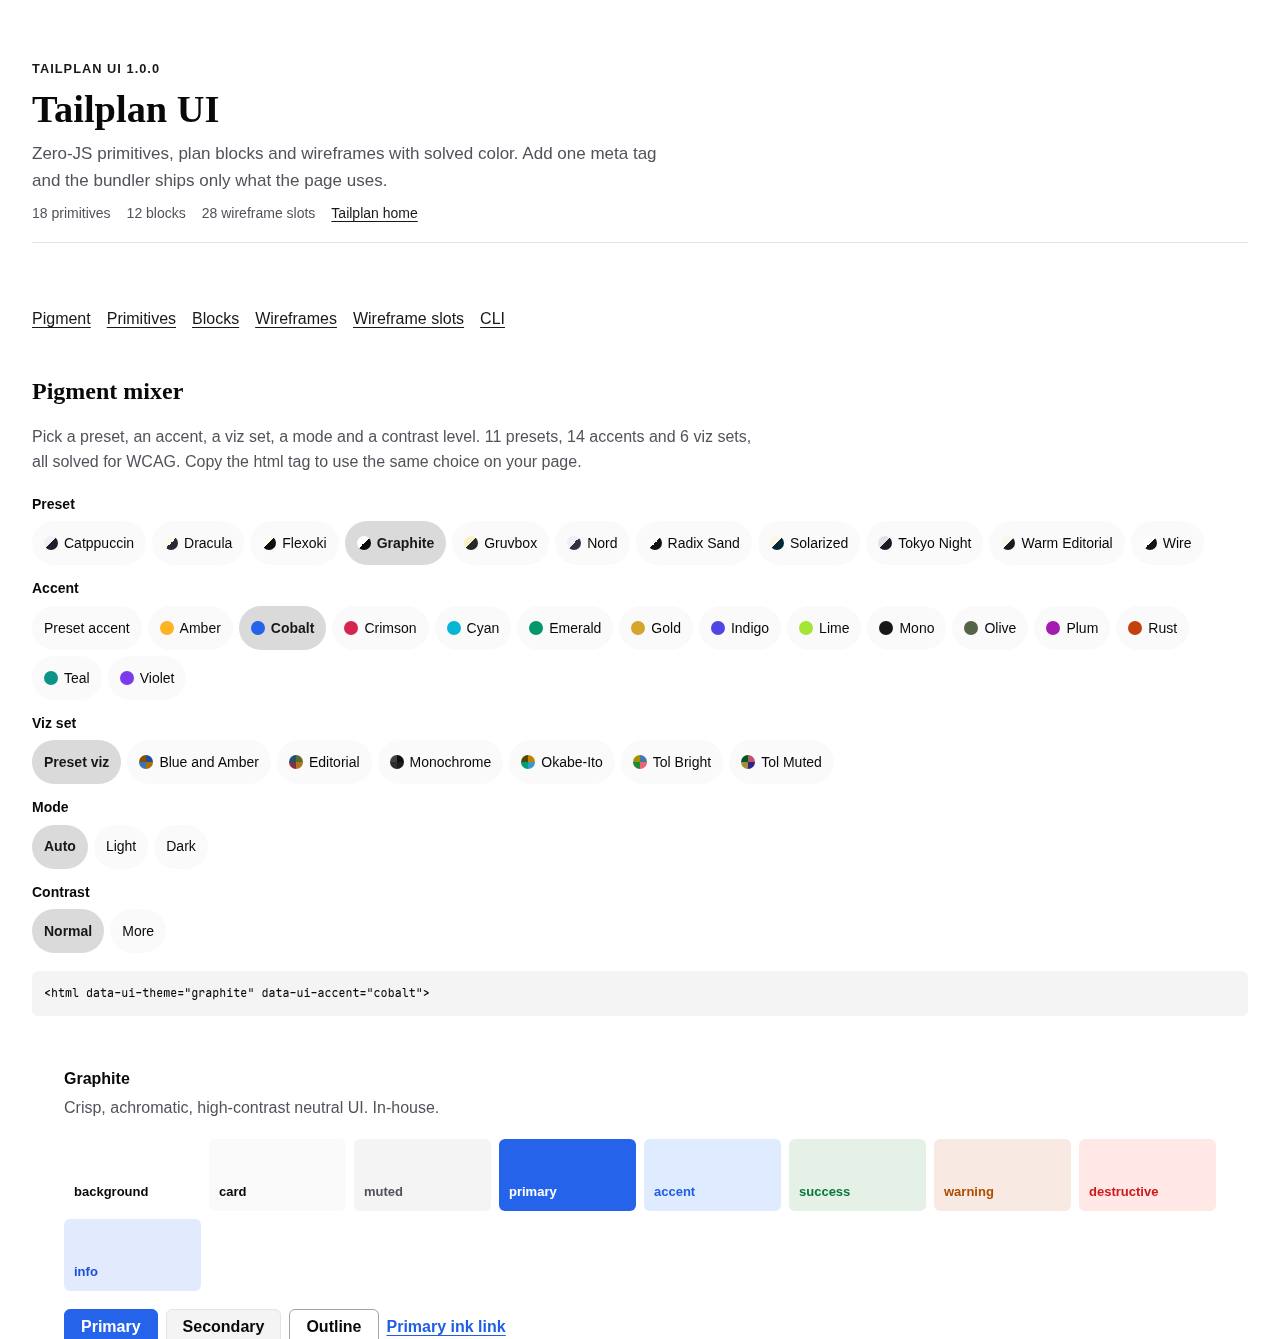 TAILPLAN UI 1.0.0
Tailplan UI
Zero-JS primitives, plan blocks and wireframes with solved color. Add one meta tag
and the bundler ships only what the page uses.
18 primitives 12 blocks 28 wireframe slots Tailplan home
Pigment Primitives Blocks Wireframes Wireframe slots CLI
Pigment mixer
Pick a preset, an accent, a viz set, a mode and a contrast level. 11 presets, 14 accents and 6 viz sets,
all solved for WCAG. Copy the html tag to use the same choice on your page.
Preset
Catppuccin Dracula Flexoki Graphite Gruvbox Nord Radix Sand Solarized Tokyo Night Warm Editorial Wire
Accent
Preset accent Amber Cobalt Crimson Cyan Emerald Gold Indigo Lime Mono Olive Plum Rust
Teal Violet
Viz set
Preset viz Blue and Amber Editorial Monochrome Okabe-Ito Tol Bright Tol Muted
Mode
Auto Light Dark
Contrast
Normal More
<html data-ui-theme="graphite" data-ui-accent="cobalt">
Graphite
Crisp, achromatic, high-contrast neutral UI. In-house.
background card muted primary accent success warning destructive
info
Primary Secondary Outline Primary ink link